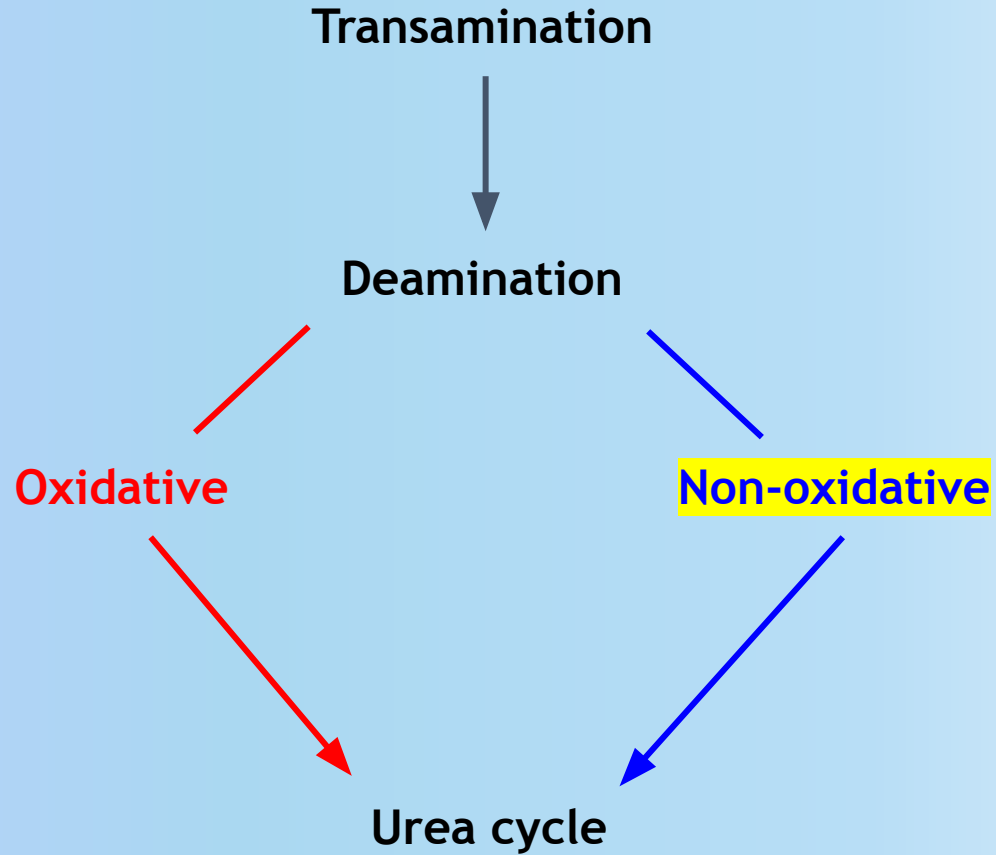 Transamination
Deamination
Oxidative
Non-oxidative
Urea cycle